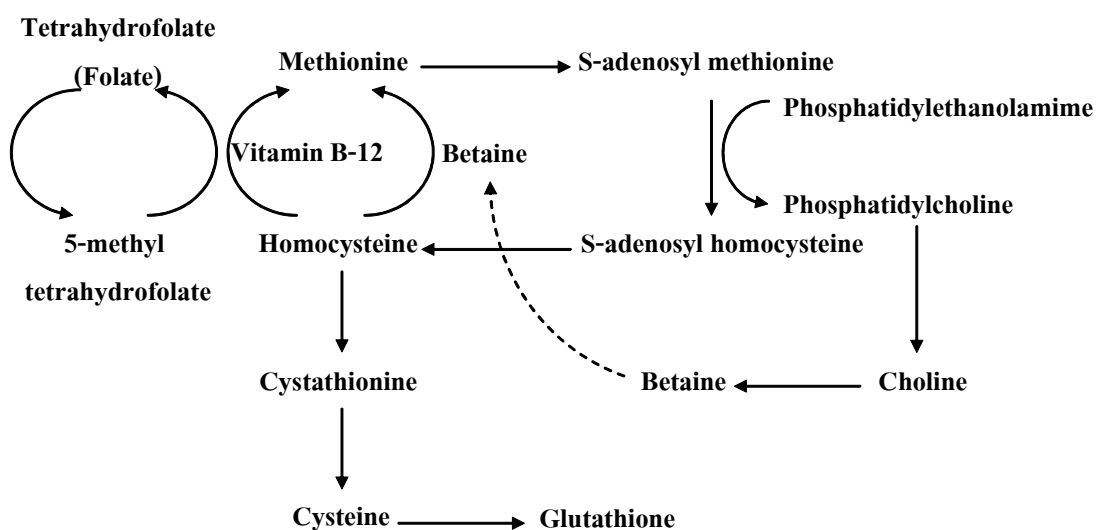 Tetrahydrofolate
(Folate)
Methionine
S-adenosyl methionine
Phosphatidylethanolamime
Vitamin B-12
Betaine
Phosphatidylcholine
5-methyl
tetrahydrofolate
Homocysteine
S-adenosyl homocysteine
Cystathionine
Betaine
Choline
Cysteine
Glutathione